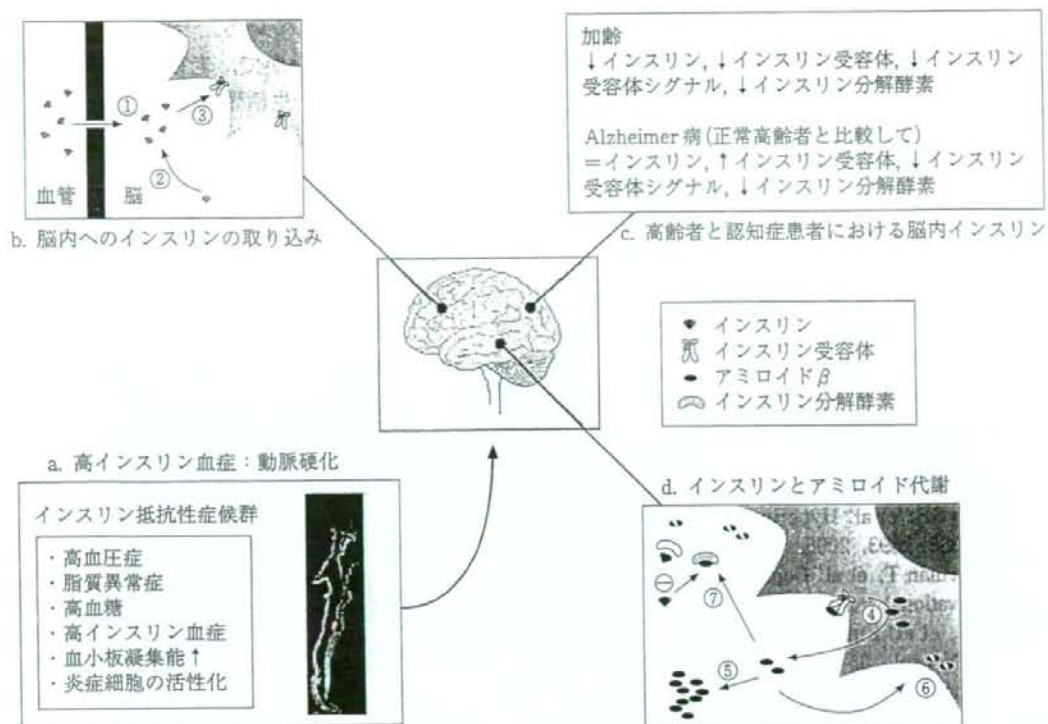 ①
②
③
血管
脳
b. 脳内へのインスリンの取り込み
加齢
↓インスリン, ↓インスリン受容体, ↓インスリン
受容体シグナル, ↓インスリン分解酵素
Alzheimer 病(正常高齢者と比較して)
=インスリン, ↑インスリン受容体, ↓インスリン
受容体シグナル, ↓インスリン分解酵素
c. 高齢者と認知症患者における脳内インスリン
インスリン
インスリン受容体
アミロイドβ
インスリン分解酵素
a. 高インスリン血症：動脈硬化
インスリン抵抗性症候群
・高血圧症
・脂質異常症
・高血糖
・高インスリン血症
・血小板凝集能↑
・炎症細胞の活性化
d. インスリンとアミロイド代謝
④
⑤
⑥
⑦